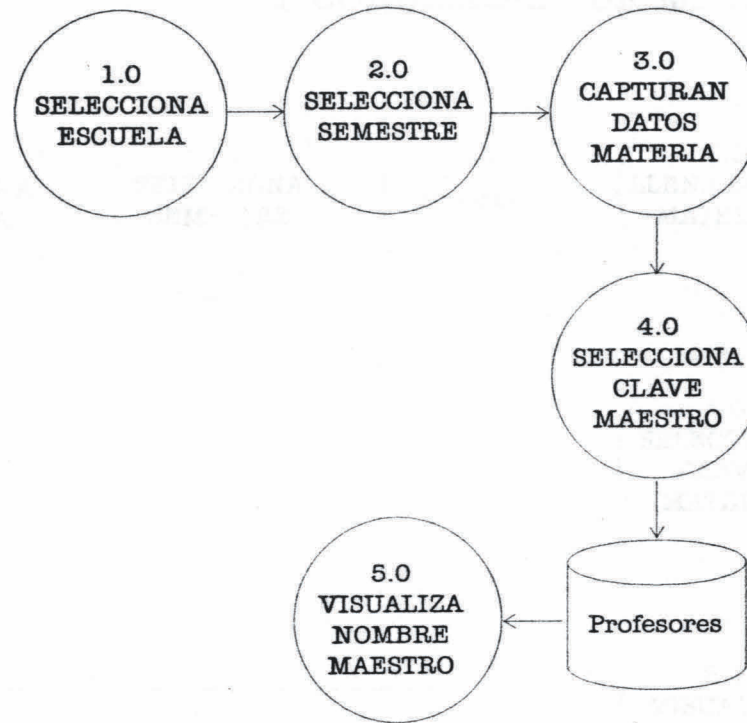 1.0
SELECCIONA
ESCUELA
2.0
SELECCIONA
SEMESTRE
3.0
CAPTURAN
DATOS
MATERIA
4.0
SELECCIONA
CLAVE
MAESTRO
Profesores
5.0
VISUALIZA
NOMBRE
MAESTRO